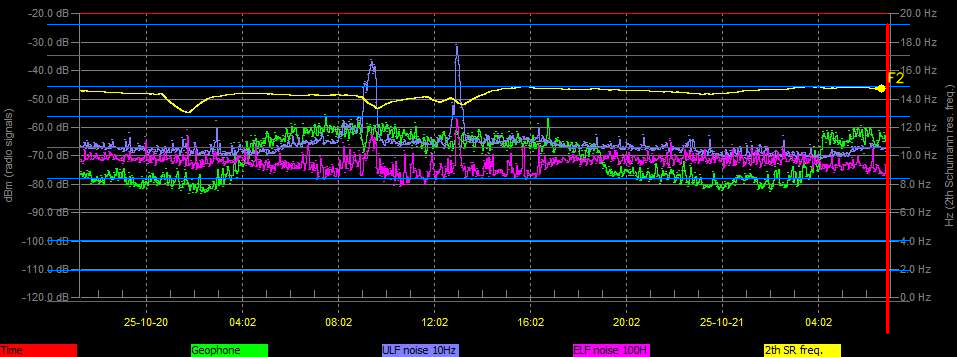 -20.0 dB 20.0 Hz
-30.0 dB 18.0 Hz
-40.0 dB 16.0 Hz
F2
-50.0 dB 14.0 Hz
-60.0 dB 12.0 Hz
-70.0 dB 10.0 Hz
-80.0 dB 8.0 Hz
-90.0 dB 6.0 Hz
-100.0 dB 4.0 Hz
-110.0 dB 2.0 Hz
-120.0 dB 0.0 Hz
dBm (radio signals)
Hz (2th Schumann res. freq.)
25-10-20 04:02 08:02 12:02 16:02 20:02 25-10-21 04:02
Time Geophone ULF noise 10Hz ELF noise 100H 2th SR freq.